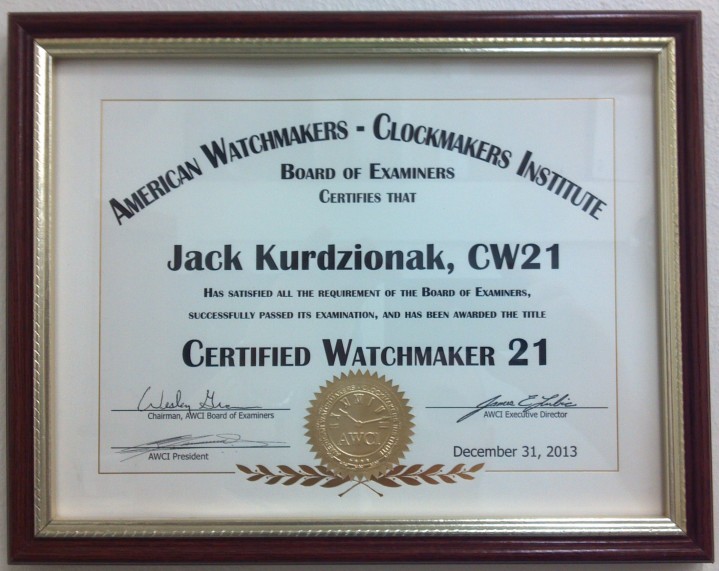 American Watchmakers - Clockmakers Institute
Board of Examiners
Certifies that
Jack Kurdzionak, CW21
Has satisfied all the requirement of the Board of Examiners,
successfully passed its examination, and has been awarded the title
Certified Watchmaker 21
Chairman, AWCI Board of Examiners
AWCI Executive Director
AWCI
AWCI President
December 31, 2013